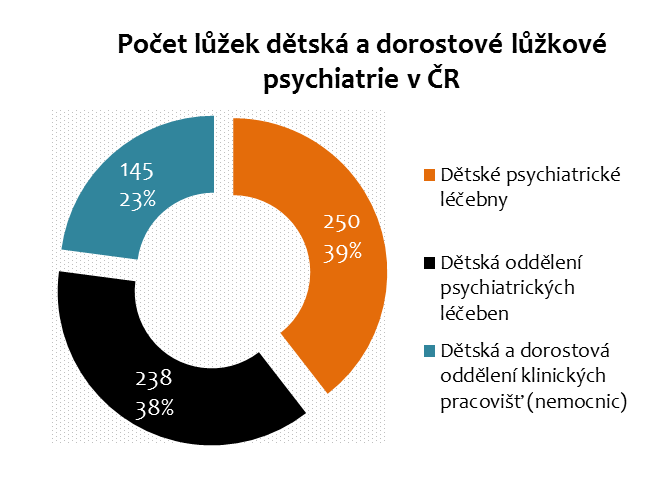 Počet lůžek dětská a dorostové lůžkové
psychiatrie v ČR
145
23%
250
39%
238
38%
Dětské psychiatrické
léčebny
Dětská oddělení
psychiatrických
léčeben
Dětská a dorostová
oddělení klinických
pracovišť (nemocnic)